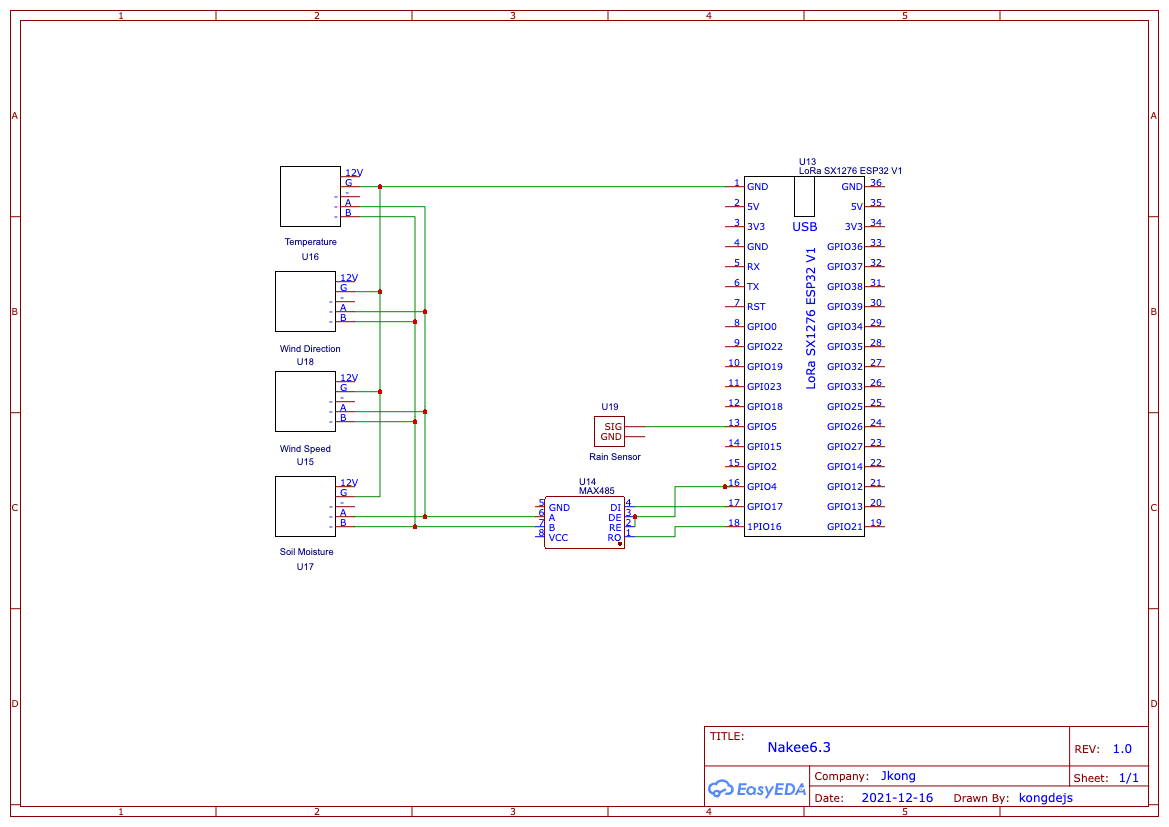 1 2 3 4 5
A A
B B
C C
D D
12V
G
-
- A
- B
Temperature
U16
12V
G
-
- A
- B
Wind Direction
U18
12V
G
-
- A
- B
Wind Speed
U15
12V
G
-
- A
- B
Soil Moisture
U17
U19
SIG
GND
Rain Sensor
U14
MAX485
5 GND DI 4
6 A DE 3
7 B RE 2
8 VCC RO 1
U13
LoRa SX1276 ESP32 V1
1 GND GND 36
2 5V 5V 35
3 3V3 USB 3V3 34
4 GND GPIO36 33
5 RX GPIO37 32
6 TX GPIO38 31
7 RST GPIO39 30
8 GPIO0 GPIO34 29
9 GPIO22 GPIO35 28
10 GPIO19 GPIO32 27
11 GPI023 GPIO33 26
12 GPIO18 GPIO25 25
13 GPIO5 GPIO26 24
14 GPI015 GPIO27 23
15 GPIO2 GPIO14 22
16 GPIO4 GPIO12 21
17 GPIO17 GPIO13 20
18 1PIO16 GPIO21 19
LoRa SX1276 ESP32 V1
TITLE:
Nakee6.3
REV: 1.0
EasyEDA
Company: Jkong
Sheet: 1/1
Date: 2021-12-16 Drawn By: kongdejs
1 2 3 4 5